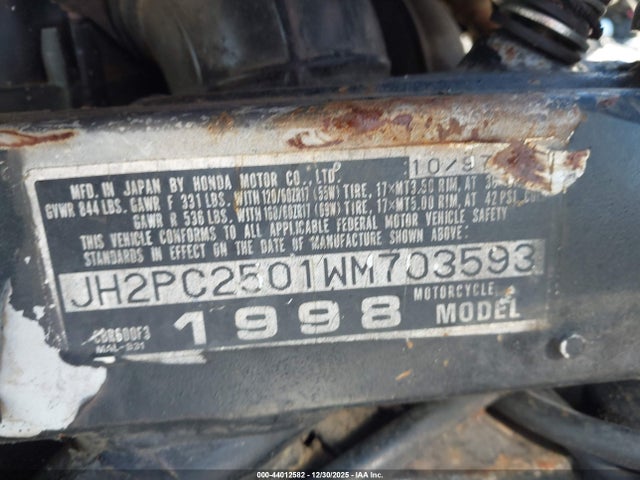 10/97
MFD. IN JAPAN BY HONDA MOTOR CO., LTD
GVWR 844 LBS. GAWR F 331 LBS. WITH 120/60ZR17 (55W) TIRE, 17×MT3.50 RIM, AT 36
GAWR R 536 LBS. WITH 160/60ZR17 (69W) TIRE, 17×MT5.00 RIM, AT 42 PSI
THIS VEHICLE CONFORMS TO ALL APPLICABLE FEDERAL MOTOR VEHICLE SAFETY
STANDARDS IN EFFECT ON THE DATE OF MANUFACTURE SHOWN ABOVE.
JH2PC2501WM703593
CBR600F3
1998 MOTORCYCLE MODEL
000-44012582 - 12/30/2025 - Copyright IAA, Inc.